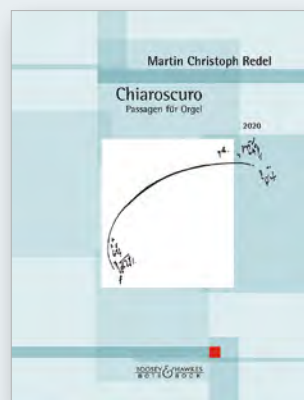 Martin Christoph Redel
Chiaroscuro
Passagen für Orgel
2020
BOOSEY & HAWKES
BOTE & BOCK